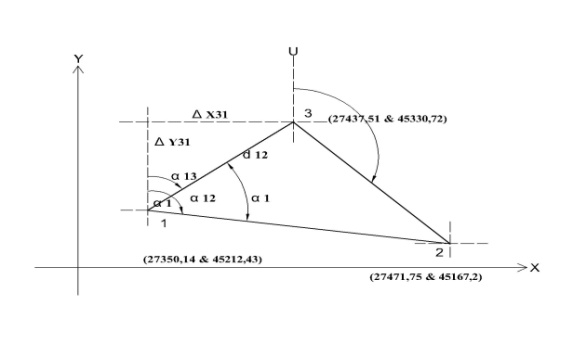 U
Y
Δ X31
3
(27437,51 & 45330,72)
Δ Y31
d 12
α 13
α 12
α 1
α 1
1
2
X
(27350,14 & 45212,43)
(27471,75 & 45167,2)